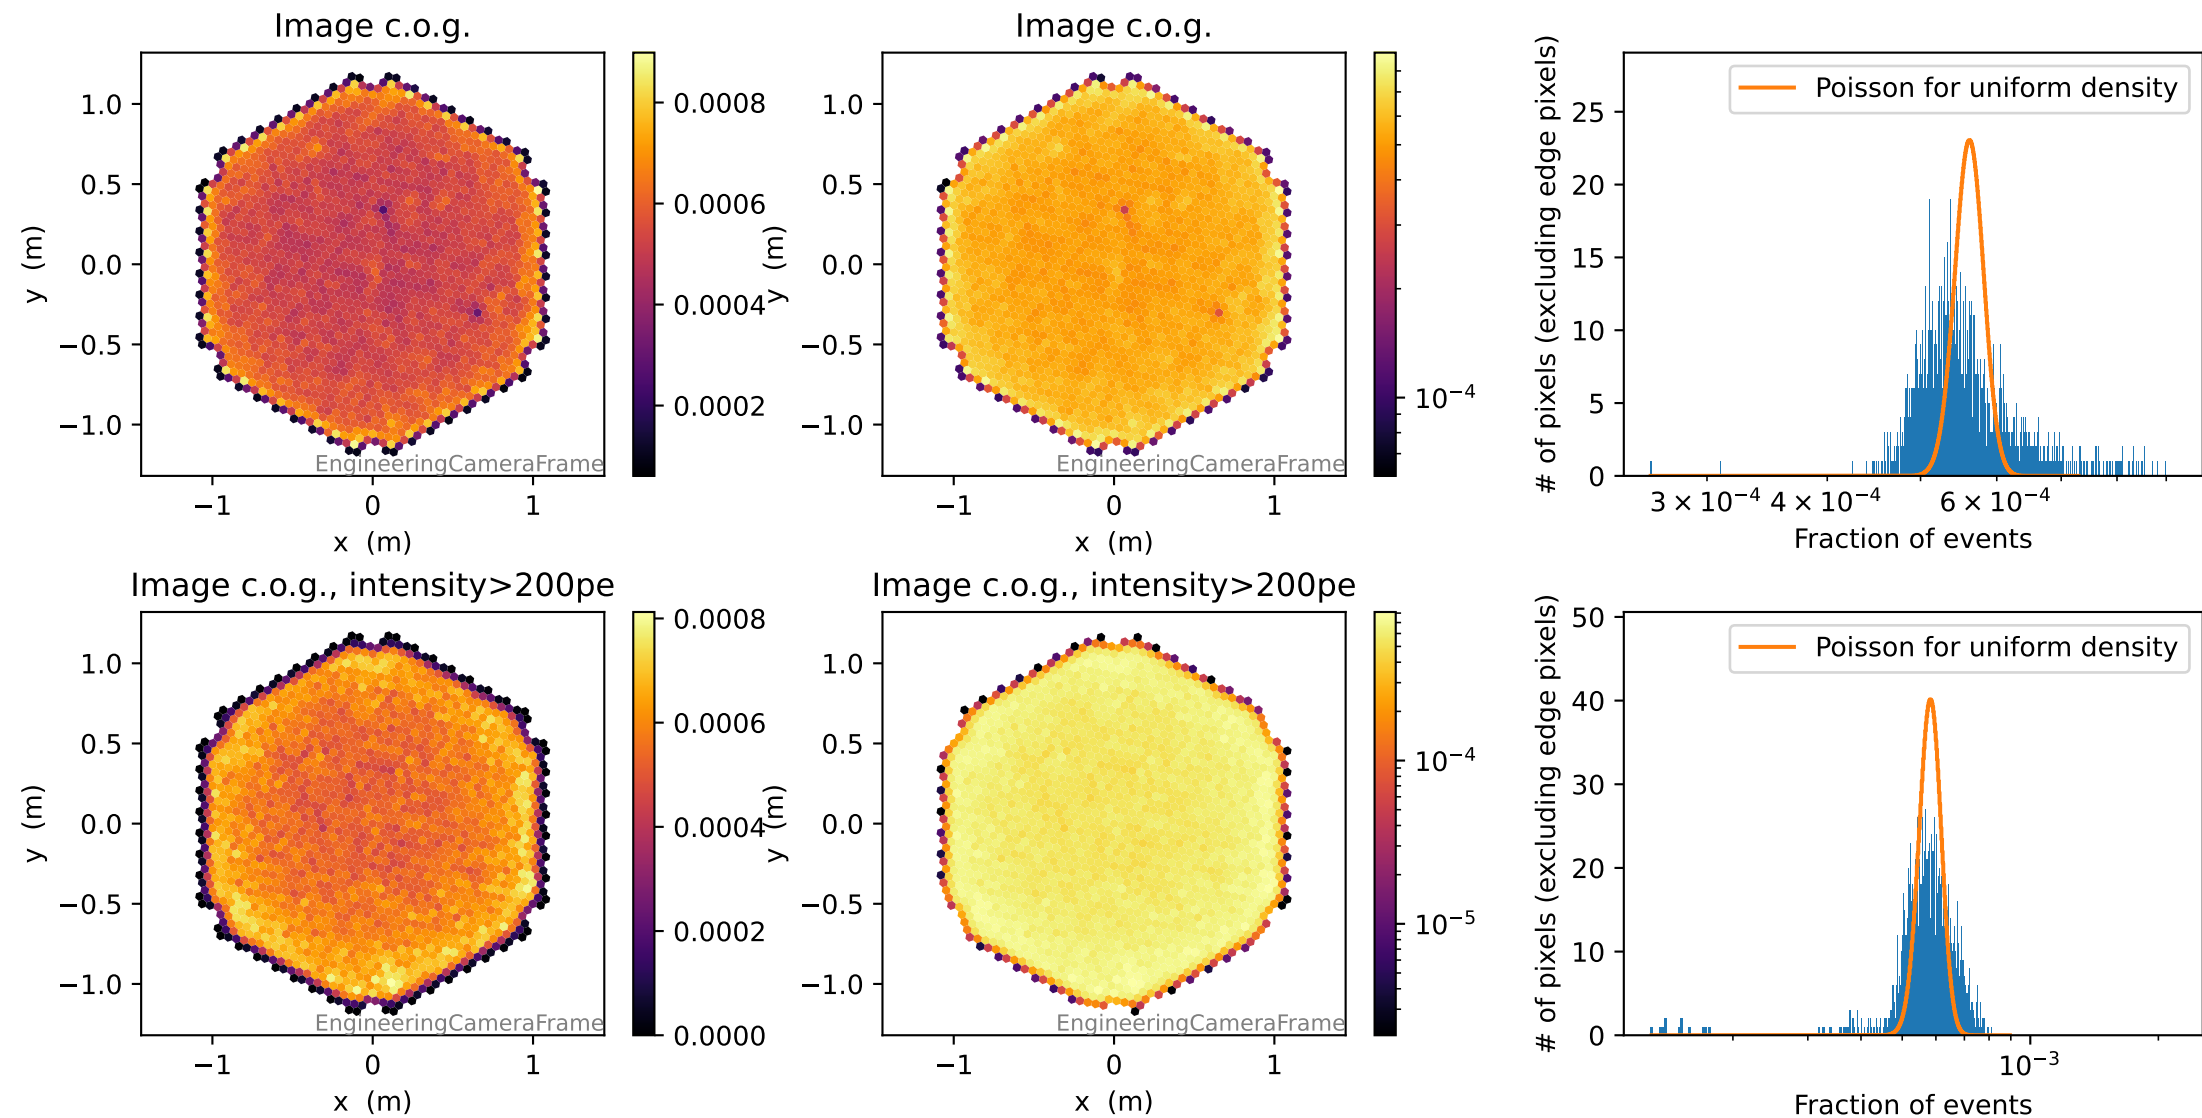 Image c.o.g.
1.0
0.5
0.0
−0.5
−1.0
y (m)
−1
0
1
x (m)
EngineeringCameraFrame
0.0008
0.0006
0.0004
0.0002
Image c.o.g.
1.0
0.5
0.0
−0.5
−1.0
y (m)
−1
0
1
x (m)
EngineeringCameraFrame
10⁻⁴
Poisson for uniform density
# of pixels (excluding edge pixels)
25
20
15
10
5
0
3 × 10⁻⁴
4 × 10⁻⁴
6 × 10⁻⁴
Fraction of events
Image c.o.g., intensity>200pe
1.0
0.5
0.0
−0.5
−1.0
y (m)
−1
0
1
x (m)
EngineeringCameraFrame
0.0008
0.0006
0.0004
0.0002
0.0000
Image c.o.g., intensity>200pe
1.0
0.5
0.0
−0.5
−1.0
y (m)
−1
0
1
x (m)
EngineeringCameraFrame
10⁻⁴
10⁻⁵
Poisson for uniform density
# of pixels (excluding edge pixels)
50
40
30
20
10
0
10⁻³
Fraction of events